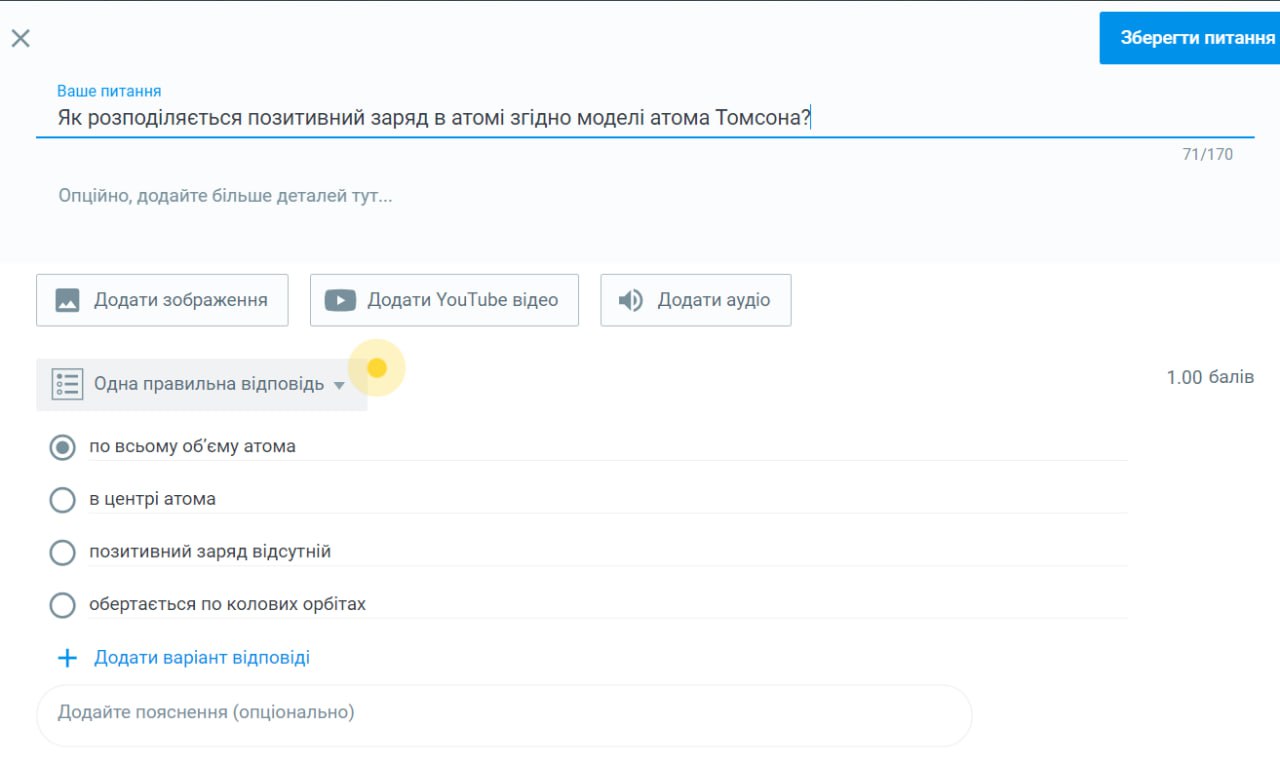 Зберегти питання
Ваше питання
Як розподіляється позитивний заряд в атомі згідно моделі атома Томсона?
71/170
Опційно, додайте більше деталей тут...
Додати зображення
Додати YouTube відео
Додати аудіо
Одна правильна відповідь
1.00 балів
по всьому об’єму атома
в центрі атома
позитивний заряд відсутній
обертається по колових орбітах
+ Додати варіант відповіді
Додайте пояснення (опціонально)